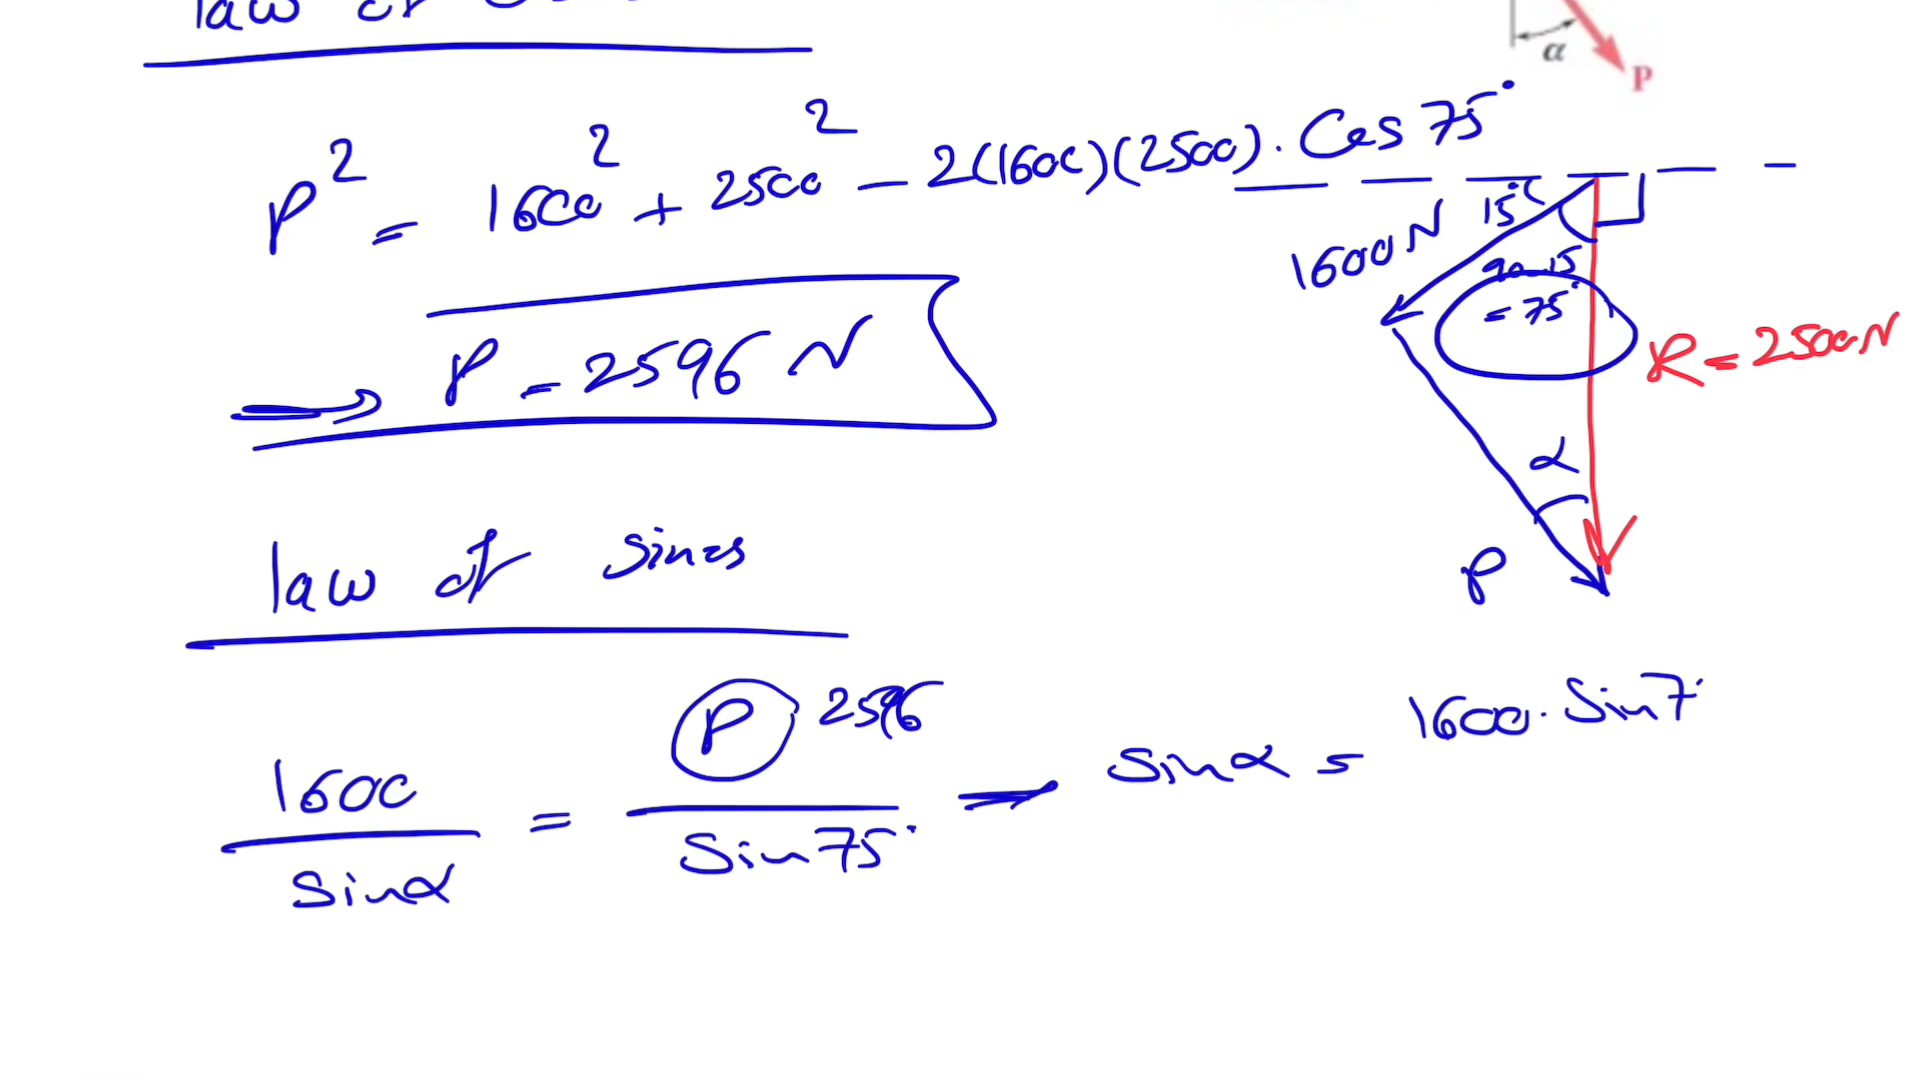 law of
α
P
P² = 1600² + 2500² − 2(1600)(2500) · Cos 75°
1600 N
15°
90-15
= 75°
⟹ P = 2596 N
R = 2500 N
α
P
law of sines
1600 / Sinα = P / Sin75° → Sinα = 1600 · Sin7
2596